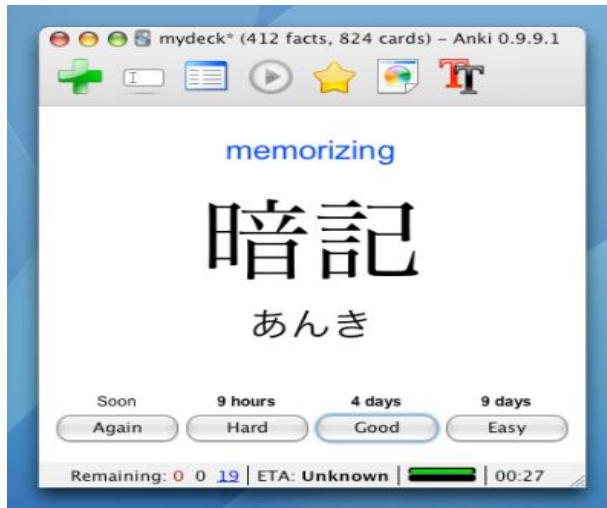 mydeck* (412 facts, 824 cards) – Anki 0.9.9.1
memorizing
暗記
あんき
Soon 9 hours 4 days 9 days
Again Hard Good Easy
Remaining: 0 0 19 | ETA: Unknown | 00:27